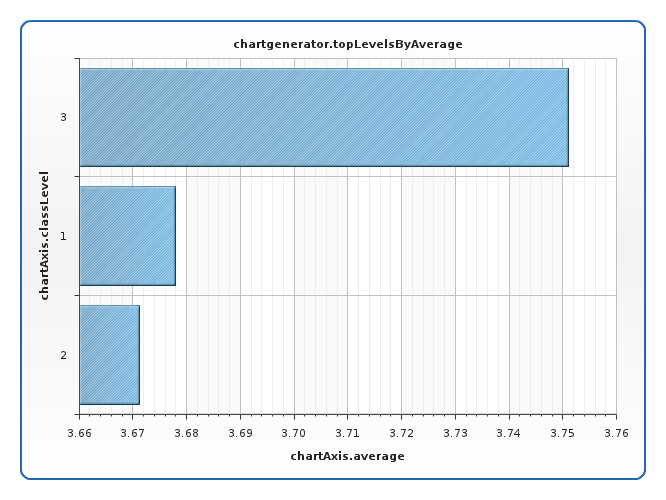 chartgenerator.topLevelsByAverage
3
1
2
chartAxis.classLevel
3.66 3.67 3.68 3.69 3.70 3.71 3.72 3.73 3.74 3.75 3.76
chartAxis.average